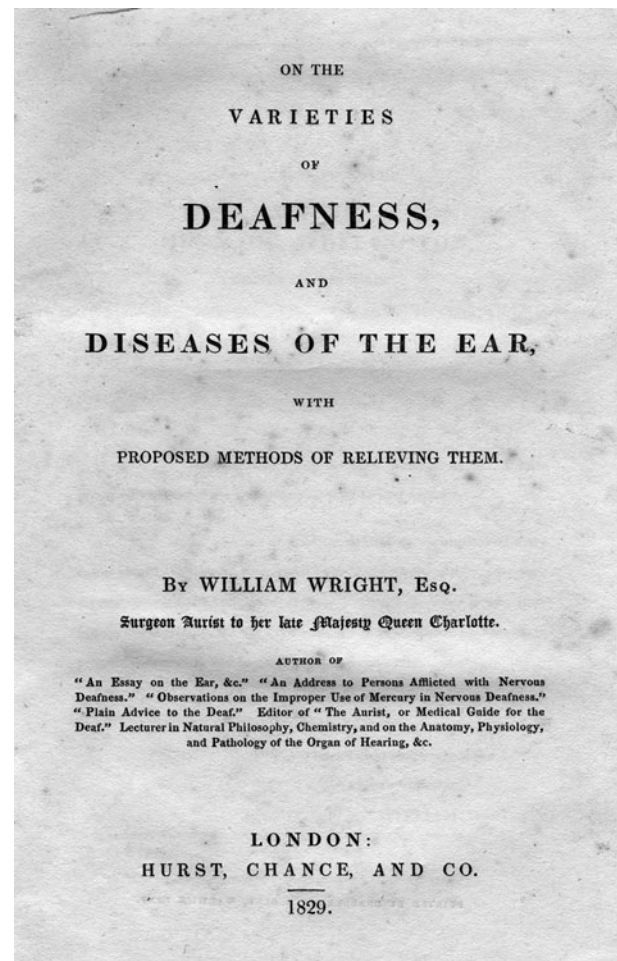 ON THE
VARIETIES
OF
DEAFNESS,
AND
DISEASES OF THE EAR,
WITH
PROPOSED METHODS OF RELIEVING THEM.
By WILLIAM WRIGHT, Esq.
Surgeon Aurist to her late Majesty Queen Charlotte.
AUTHOR OF
"An Essay on the Ear, &c." "An Address to Persons Afflicted with Nervous
Deafness." "Observations on the Improper Use of Mercury in Nervous Deafness."
"Plain Advice to the Deaf." Editor of "The Aurist, or Medical Guide for the
Deaf." Lecturer in Natural Philosophy, Chemistry, and on the Anatomy, Physiology,
and Pathology of the Organ of Hearing, &c.
LONDON:
HURST, CHANCE, AND CO.
1829.